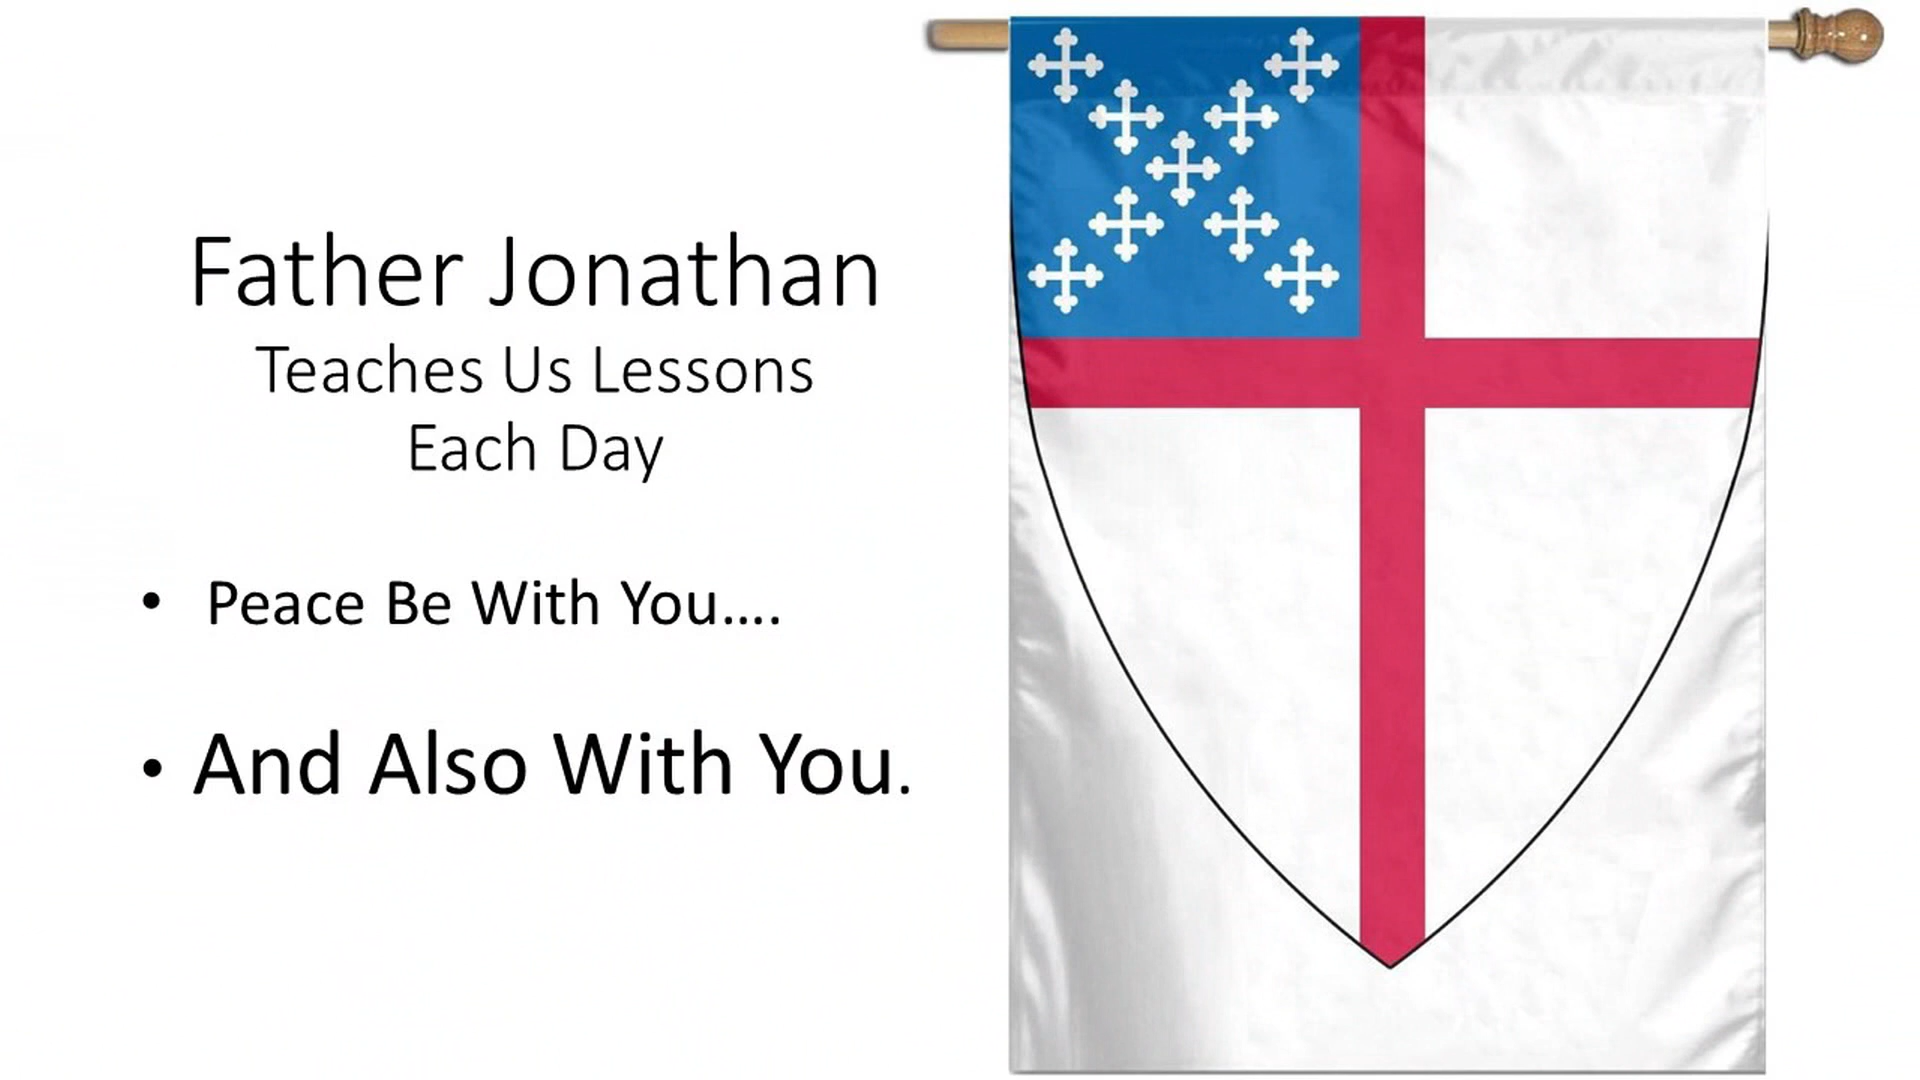 Father Jonathan
Teaches Us Lessons
Each Day
• Peace Be With You....
• And Also With You.